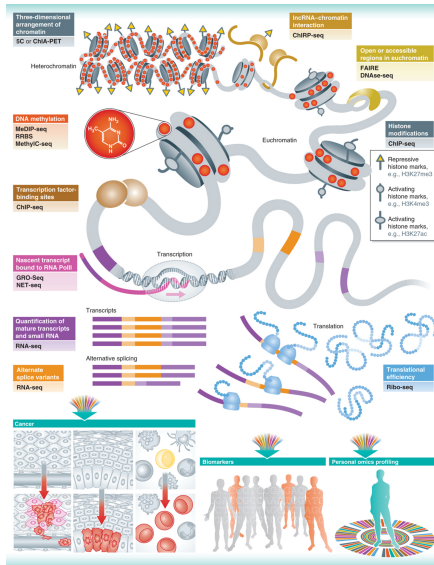 Three-dimensional
arrangement of
chromatin
5C or ChIA-PET
Heterochromatin
lncRNA–chromatin
interaction
ChIRP-seq
Open or accessible
regions in euchromatin
FAIRE
DNAse-seq
DNA methylation
MeDIP-seq
RRBS
MethylC-seq
NH₂
H₃C
N
N
H
O
Euchromatin
Histone
modifications
ChIP-seq
Repressive
histone marks,
e.g., H3K27me3
Activating
histone marks,
e.g., H3K4me3
Activating
histone marks,
e.g., H3K27ac
Transcription factor-
binding sites
ChIP-seq
Transcription
Nascent transcript
bound to RNA PolII
GRO-Seq
NET-seq
Quantification of
mature transcripts
and small RNA
RNA-seq
Transcripts
Translation
Alternative splicing
Alternate
splice variants
RNA-seq
Translational
efficiency
Ribo-seq
Cancer
Biomarkers
Personal omics profiling